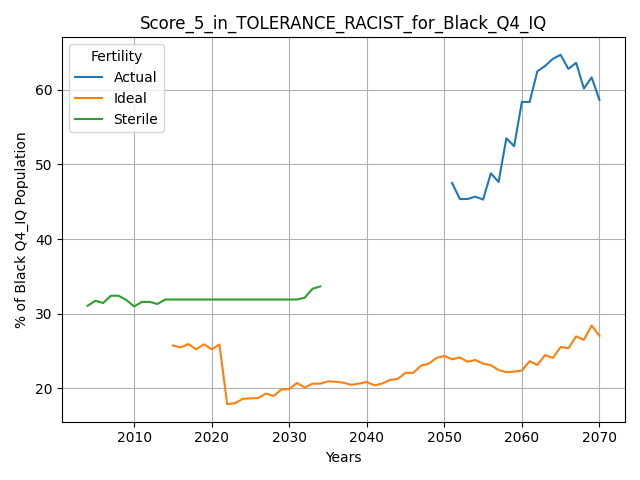 Score_5_in_TOLERANCE_RACIST_for_Black_Q4_IQ
Fertility
Actual
Ideal
Sterile
% of Black Q4_IQ Population
60
50
40
30
20
2010
2020
2030
2040
2050
2060
2070
Years